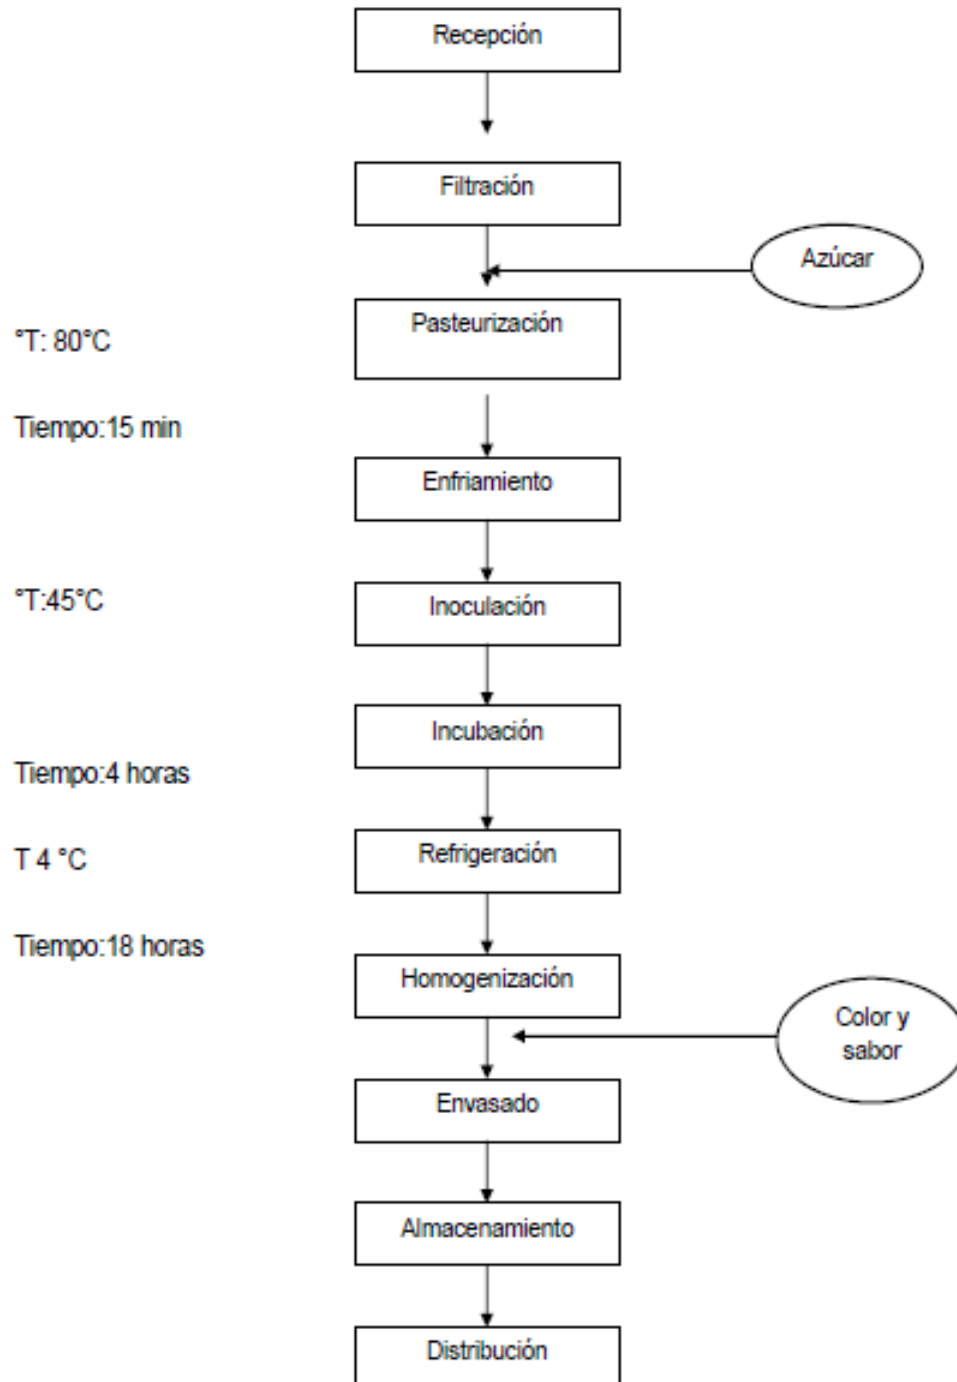 Recepción
Filtración
Azúcar
Pasteurización
°T: 80°C
Tiempo:15 min
Enfriamiento
°T:45°C
Inoculación
Incubación
Tiempo:4 horas
Refrigeración
T 4 °C
Tiempo:18 horas
Homogenización
Color y
sabor
Envasado
Almacenamiento
Distribución